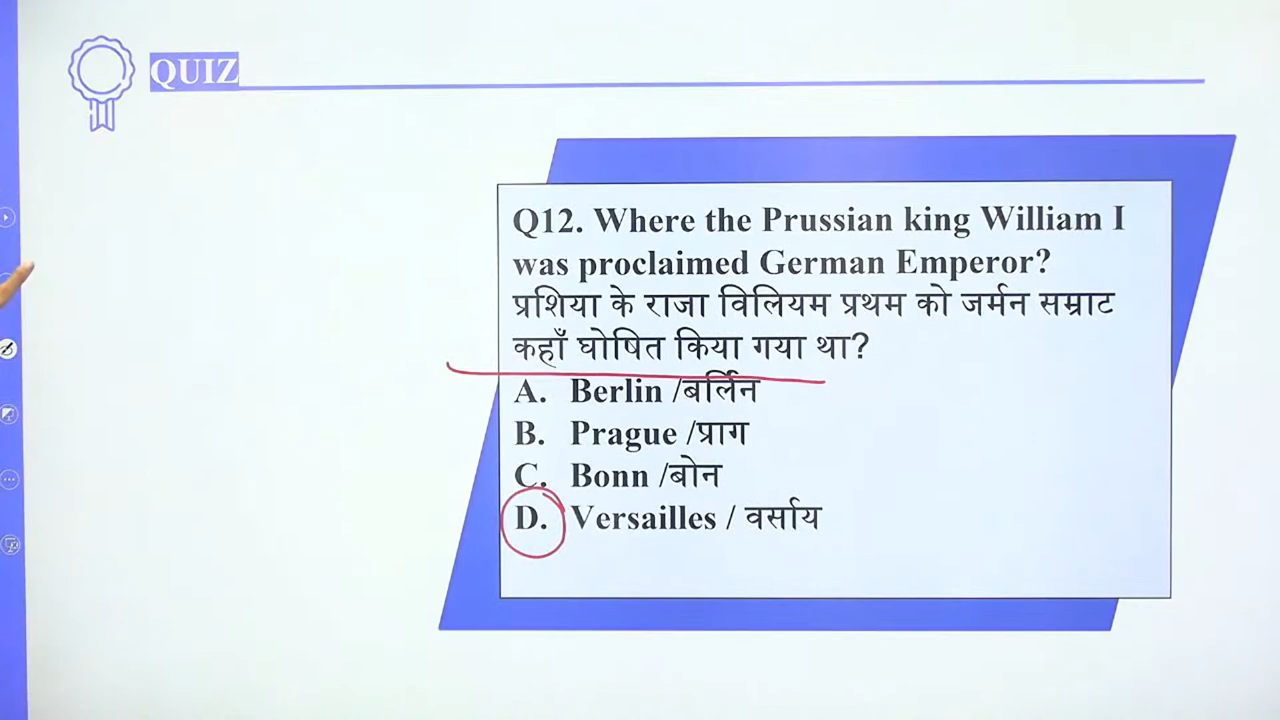 QUIZ
Q12. Where the Prussian king William I
was proclaimed German Emperor?
प्रशिया के राजा विलियम प्रथम को जर्मन सम्राट
कहाँ घोषित किया गया था?
A. Berlin /बर्लिन
B. Prague /प्राग
C. Bonn /बोन
D. Versailles / वर्साय